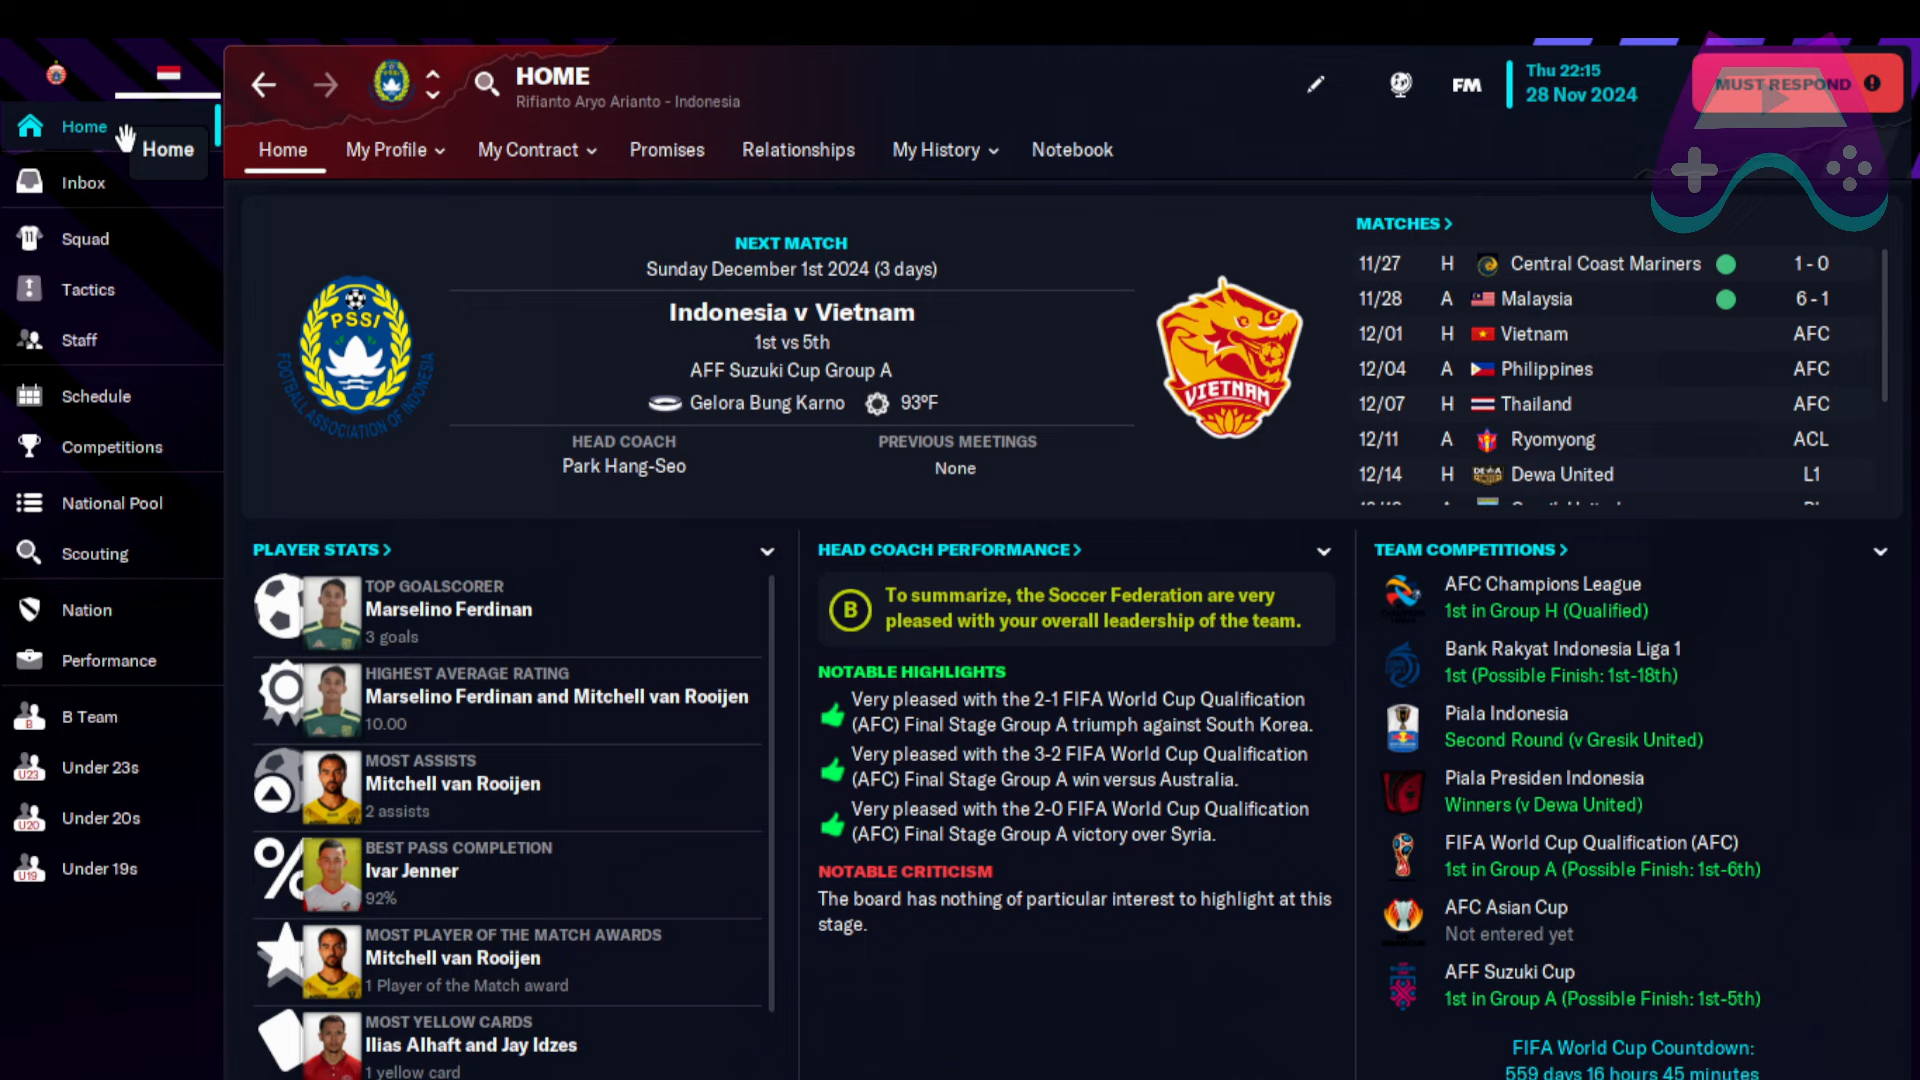 HOME
Rifianto Aryo Arianto - Indonesia
FM
Thu 22:15
28 Nov 2024
MUST RESPOND
Home
Home
Inbox
Squad
Tactics
Staff
Schedule
Competitions
National Pool
Scouting
Nation
Performance
B Team
Under 23s
Under 20s
Under 19s
11
B
U23
U20
U19
Home
My Profile
My Contract
Promises
Relationships
My History
Notebook
PSSI
FOOTBALL ASSOCIATION OF INDONESIA
NEXT MATCH
Sunday December 1st 2024 (3 days)
Indonesia v Vietnam
1st vs 5th
AFF Suzuki Cup Group A
Gelora Bung Karno 93°F
HEAD COACH
Park Hang-Seo
PREVIOUS MEETINGS
None
VIETNAM
MATCHES >
11/27 H Central Coast Mariners 1 - 0
11/28 A Malaysia 6 - 1
12/01 H Vietnam AFC
12/04 A Philippines AFC
12/07 H Thailand AFC
12/11 A Ryomyong ACL
12/14 H Dewa United L1
PLAYER STATS >
TOP GOALSCORER
Marselino Ferdinan
3 goals
HIGHEST AVERAGE RATING
Marselino Ferdinan and Mitchell van Rooijen
10.00
MOST ASSISTS
Mitchell van Rooijen
2 assists
BEST PASS COMPLETION
Ivar Jenner
92%
MOST PLAYER OF THE MATCH AWARDS
Mitchell van Rooijen
1 Player of the Match award
MOST YELLOW CARDS
Ilias Alhaft and Jay Idzes
1 yellow card
HEAD COACH PERFORMANCE >
B
To summarize, the Soccer Federation are very
pleased with your overall leadership of the team.
NOTABLE HIGHLIGHTS
Very pleased with the 2-1 FIFA World Cup Qualification
(AFC) Final Stage Group A triumph against South Korea.
Very pleased with the 3-2 FIFA World Cup Qualification
(AFC) Final Stage Group A win versus Australia.
Very pleased with the 2-0 FIFA World Cup Qualification
(AFC) Final Stage Group A victory over Syria.
NOTABLE CRITICISM
The board has nothing of particular interest to highlight at this
stage.
TEAM COMPETITIONS >
AFC Champions League
1st in Group H (Qualified)
Bank Rakyat Indonesia Liga 1
1st (Possible Finish: 1st-18th)
Piala Indonesia
Second Round (v Gresik United)
Piala Presiden Indonesia
Winners (v Dewa United)
FIFA World Cup Qualification (AFC)
1st in Group A (Possible Finish: 1st-6th)
AFC Asian Cup
Not entered yet
AFF Suzuki Cup
1st in Group A (Possible Finish: 1st-5th)
FIFA World Cup Countdown:
559 days 16 hours 45 minutes